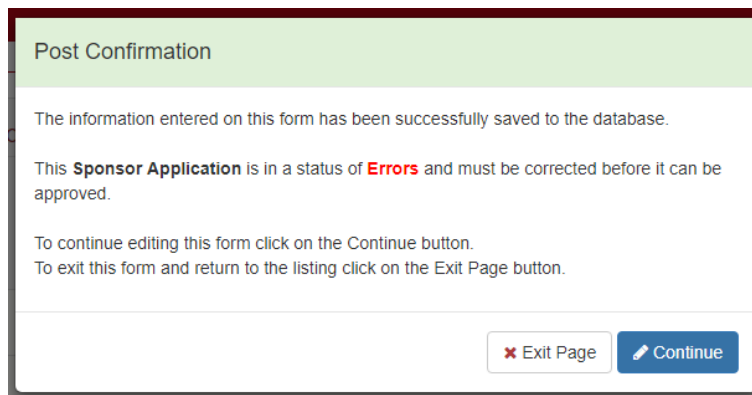 Post Confirmation
The information entered on this form has been successfully saved to the database.
This Sponsor Application is in a status of Errors and must be corrected before it can be
approved.
To continue editing this form click on the Continue button.
To exit this form and return to the listing click on the Exit Page button.
Exit Page
Continue